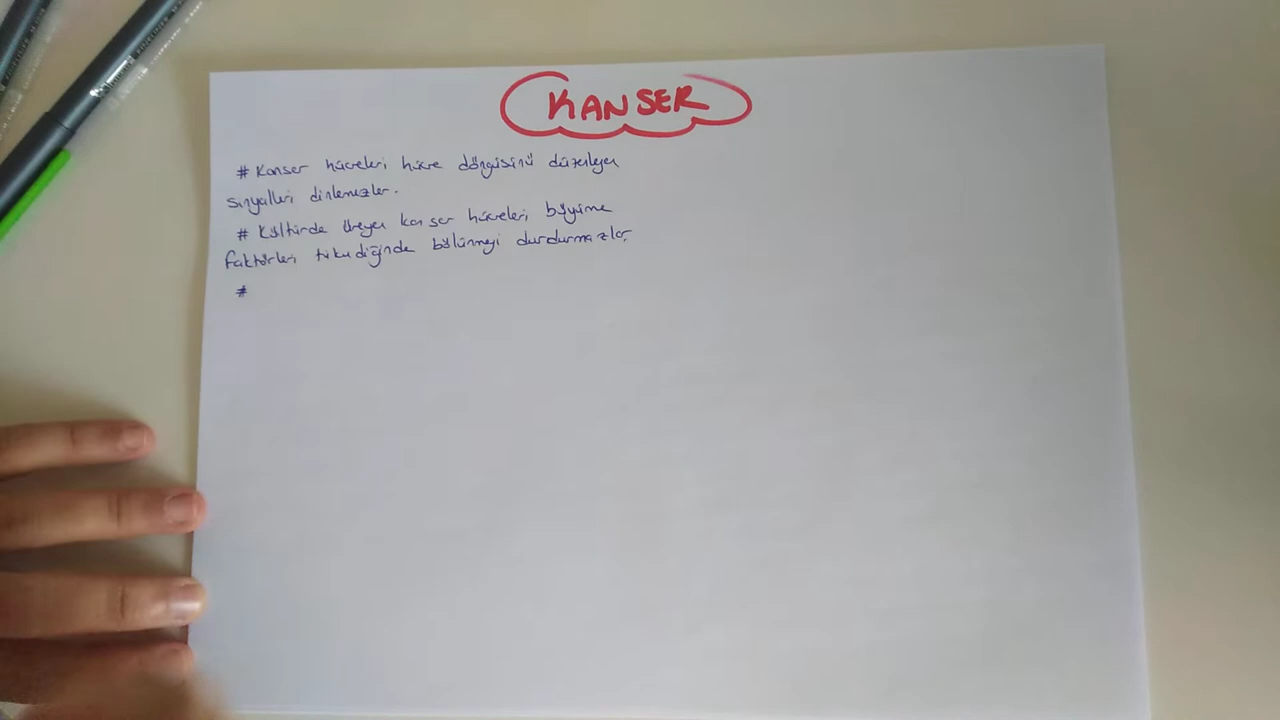 KANSER
# Kanser hücreleri hücre döngüsünü düzenleyen
sinyalleri dinlemezler.
# Kültürde üreyen kanser hücreleri büyüme
faktörleri tükendiğinde bölünmeyi durdurmazlar.
#